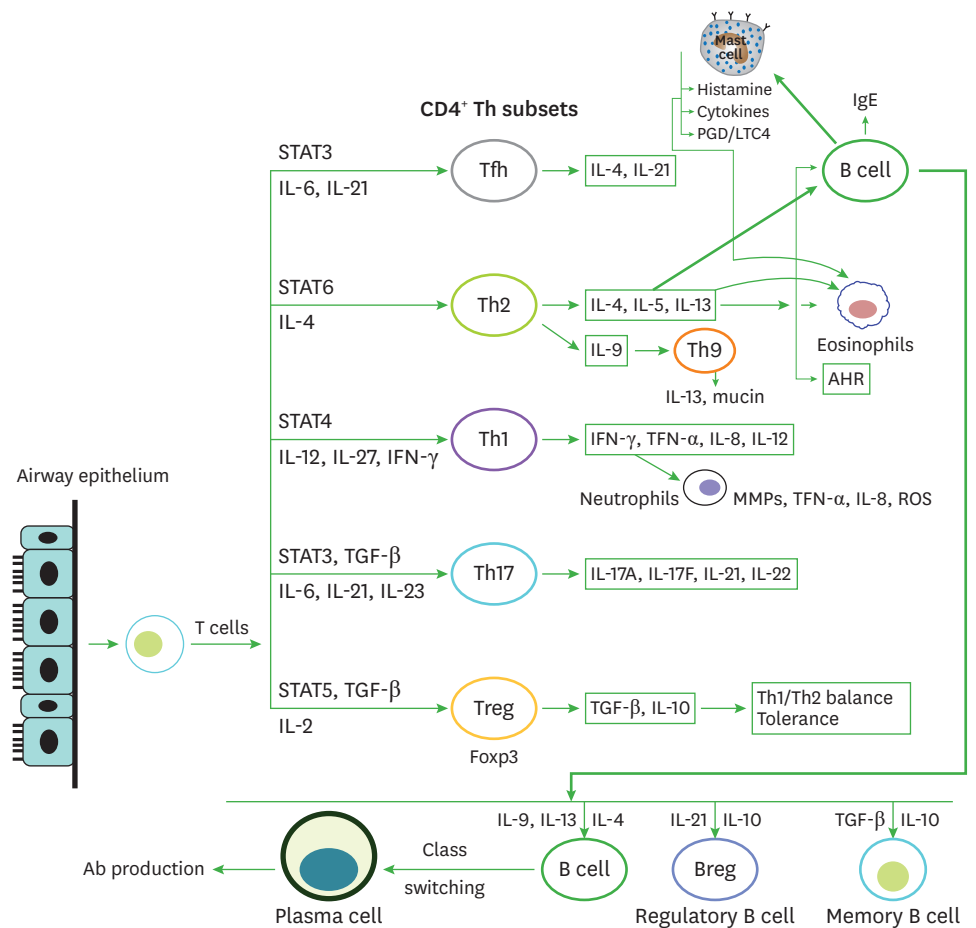 Mast
cell
Histamine
Cytokines
PGD/LTC4
IgE
B cell
CD4⁺ Th subsets
STAT3
IL-6, IL-21
Tfh
IL-4, IL-21
STAT6
IL-4
Th2
IL-4, IL-5, IL-13
Eosinophils
IL-9
Th9
IL-13, mucin
AHR
STAT4
IL-12, IL-27, IFN-γ
Th1
IFN-γ, TFN-α, IL-8, IL-12
Neutrophils
MMPs, TFN-α, IL-8, ROS
Airway epithelium
T cells
STAT3, TGF-β
IL-6, IL-21, IL-23
Th17
IL-17A, IL-17F, IL-21, IL-22
STAT5, TGF-β
IL-2
Treg
Foxp3
TGF-β, IL-10
Th1/Th2 balance
Tolerance
IL-9, IL-13 IL-4
IL-21 IL-10
TGF-β IL-10
Ab production
Plasma cell
Class
switching
B cell
Breg
Regulatory B cell
Memory B cell